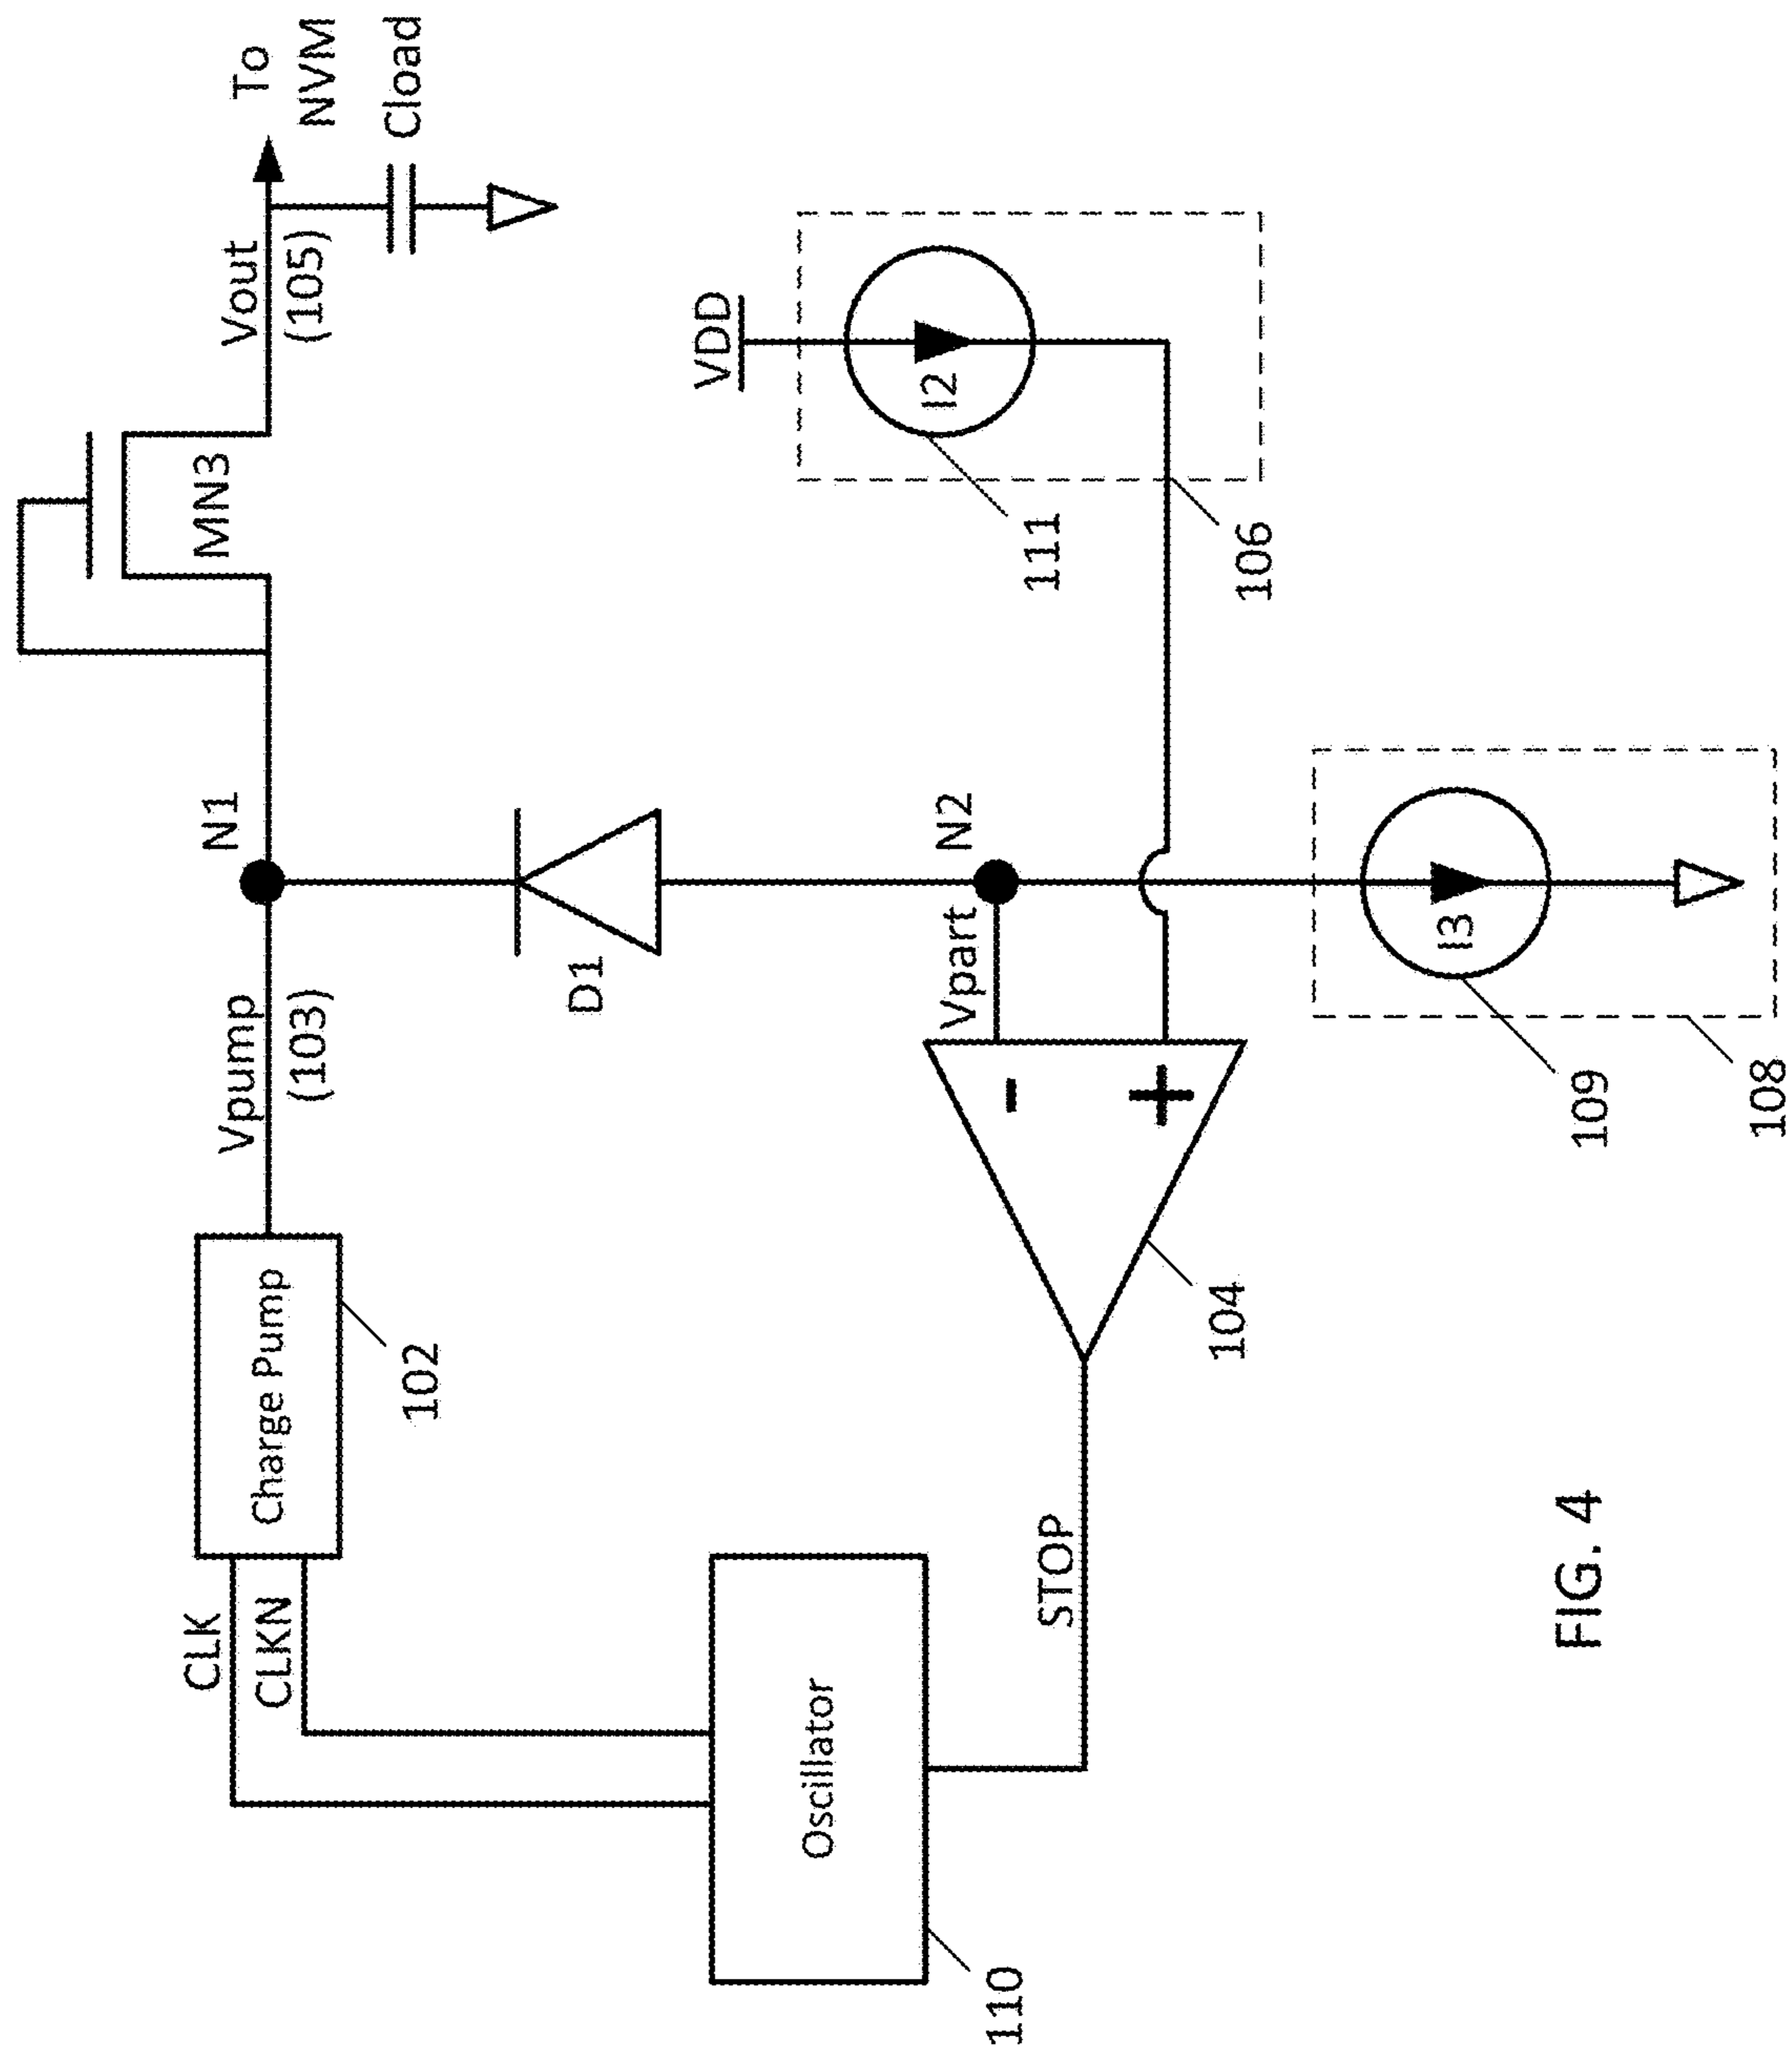 CLK
CLKN
Charge Pump
102
Vpump
(103)
N1
MN3
Vout
(105)
To
NVM
Cload
D1
VDD
I2
111
106
Oscillator
110
STOP
Vpart
N2
-
+
104
I3
109
108
FIG. 4